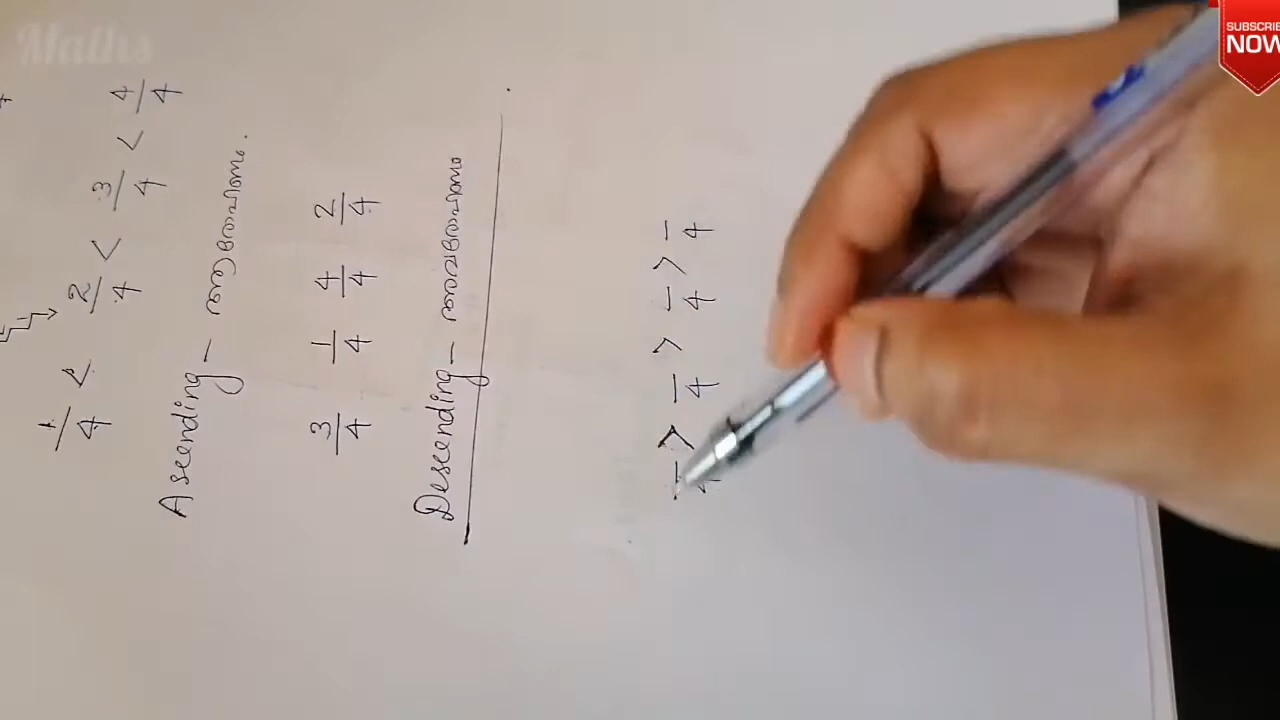 Maths
SUBSCRIBE
NOW
1/4 < 2/4 < 3/4 < 4/4
Ascending - ആരോഹണം.
3/4 1/4 4/4 2/4
Descending - അവരോഹണം
/4 > /4 > /4 > /4